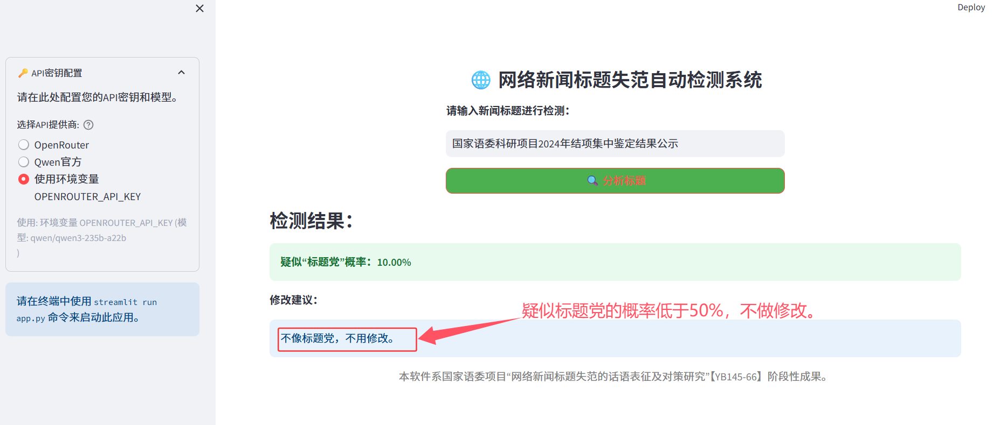 Deploy
🔑 API密钥配置
请在此处配置您的API密钥和模型。
选择API提供商:
OpenRouter
Qwen官方
使用环境变量
OPENROUTER_API_KEY
使用: 环境变量 OPENROUTER_API_KEY (模
型: qwen/qwen3-235b-a22b
)
请在终端中使用 streamlit run
app.py 命令来启动此应用。
🌐 网络新闻标题失范自动检测系统
请输入新闻标题进行检测：
国家语委科研项目2024年结项集中鉴定结果公示
🔍 分析标题
检测结果：
疑似“标题党”概率：10.00%
修改建议：
疑似标题党的概率低于50%，不做修改。
不像标题党，不用修改。
本软件系国家语委项目“网络新闻标题失范的话语表征及对策研究”【YB145-66】阶段性成果。